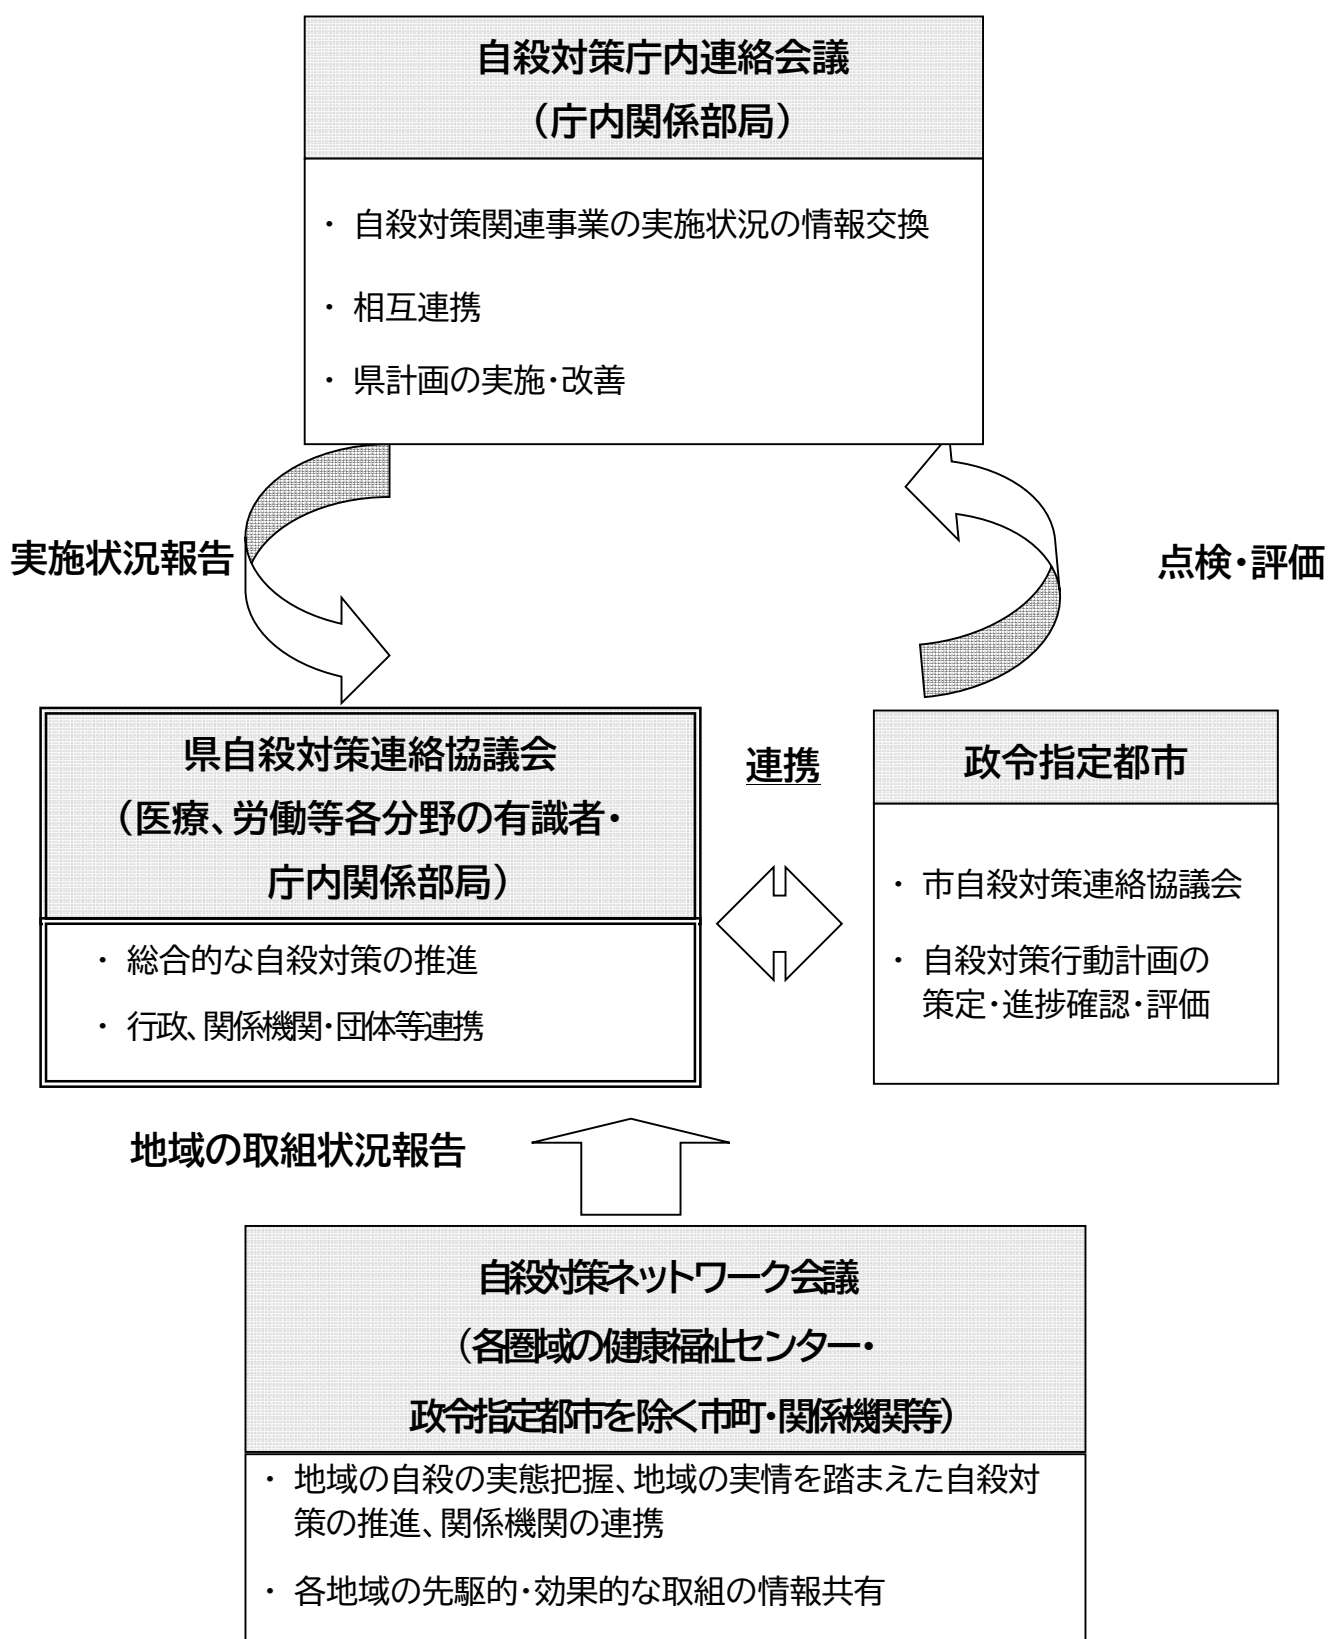 自殺対策庁内連絡会議
（庁内関係部局）
・ 自殺対策関連事業の実施状況の情報交換
・ 相互連携
・ 県計画の実施・改善
実施状況報告
点検・評価
県自殺対策連絡協議会
（医療、労働等各分野の有識者・
庁内関係部局）
・ 総合的な自殺対策の推進
・ 行政、関係機関・団体等連携
連携
政令指定都市
・ 市自殺対策連絡協議会
・ 自殺対策行動計画の
策定・進捗確認・評価
地域の取組状況報告
自殺対策ネットワーク会議
（各圏域の健康福祉センター・
政令指定都市を除く市町・関係機関等）
・ 地域の自殺の実態把握、地域の実情を踏まえた自殺対
策の推進、関係機関の連携
・ 各地域の先駆的・効果的な取組の情報共有